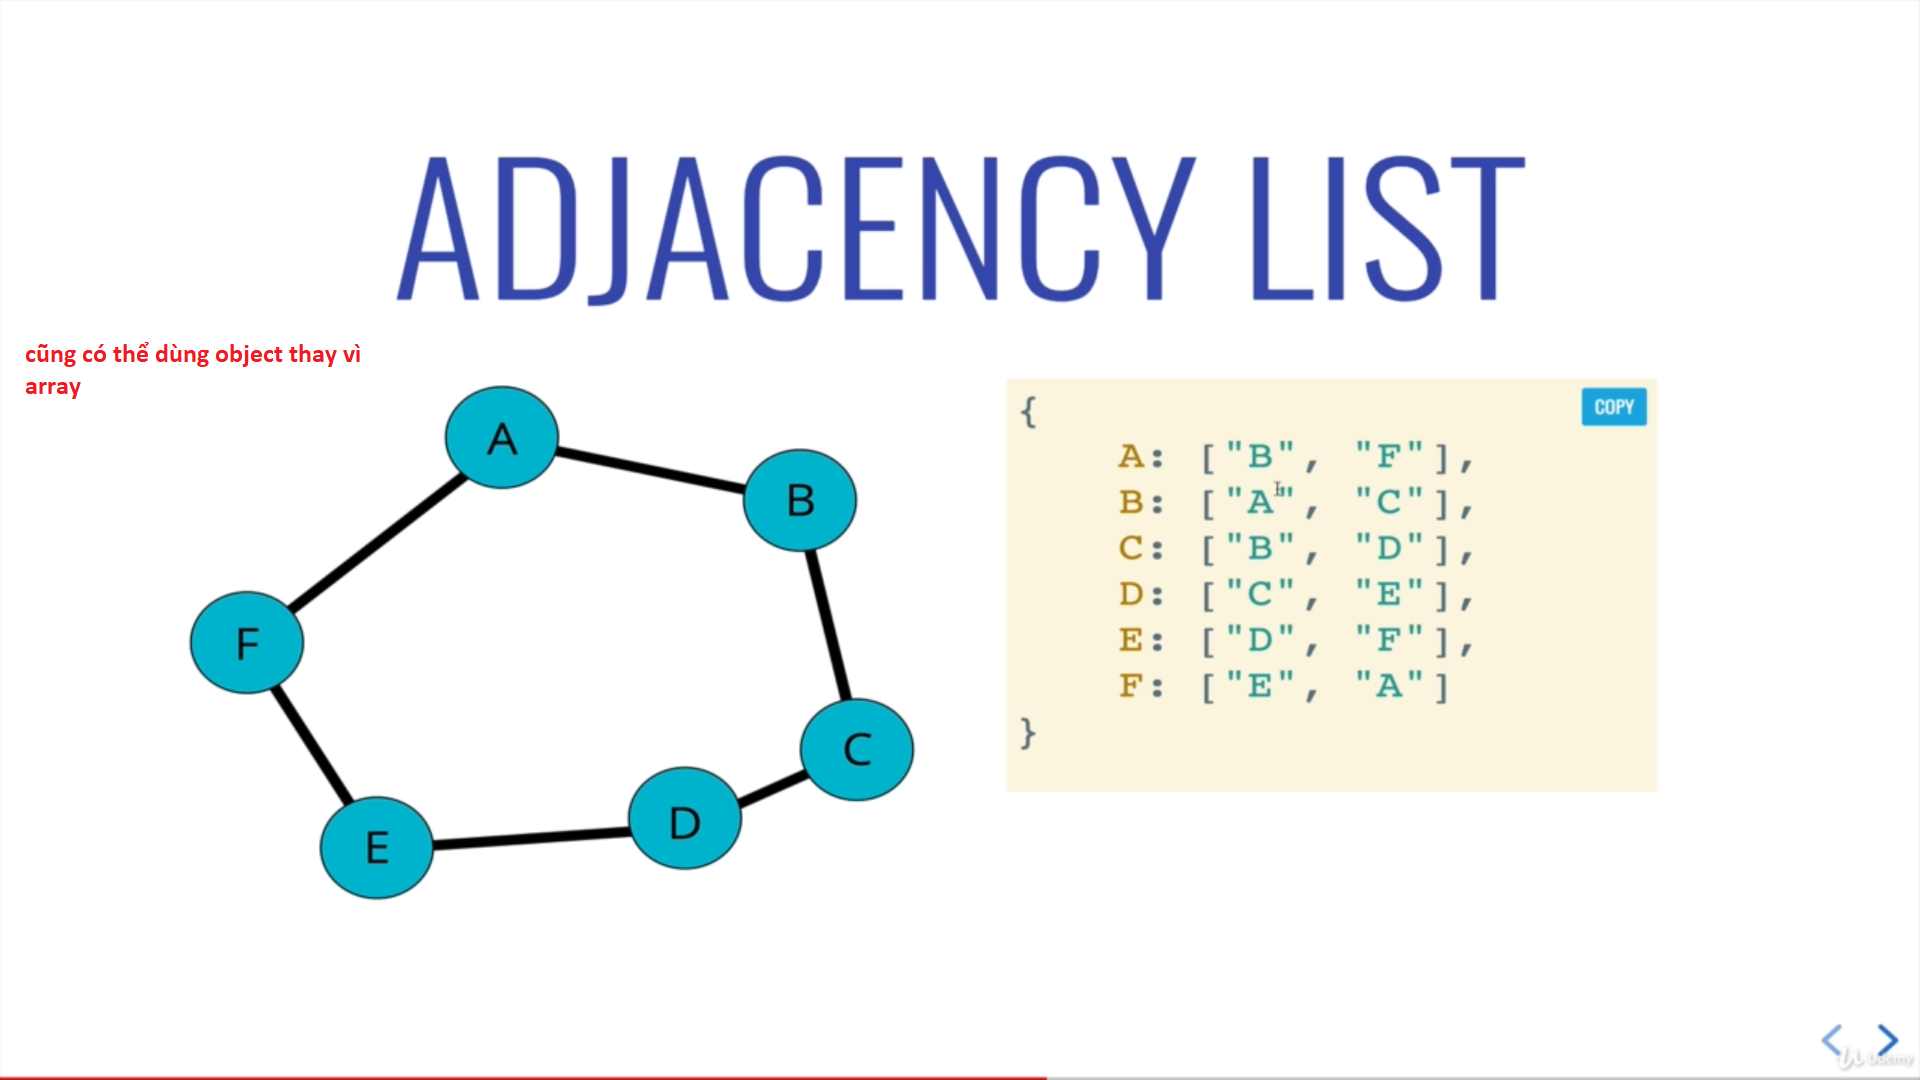 ADJACENCY LIST
cũng có thể dùng object thay vì
array
A
B
F
C
D
E
COPY
{
A: ["B", "F"],
B: ["A", "C"],
C: ["B", "D"],
D: ["C", "E"],
E: ["D", "F"],
F: ["E", "A"]
}
Udemy